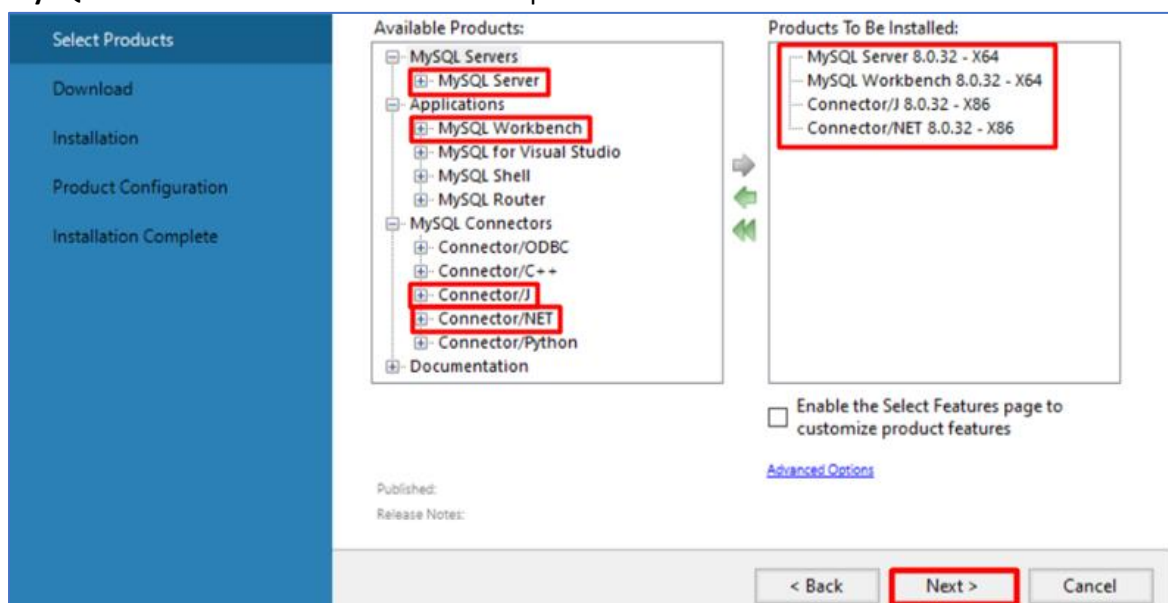 Select Products
Download
Installation
Product Configuration
Installation Complete
Available Products:
MySQL Servers
MySQL Server
Applications
MySQL Workbench
MySQL for Visual Studio
MySQL Shell
MySQL Router
MySQL Connectors
Connector/ODBC
Connector/C++
Connector/J
Connector/NET
Connector/Python
Documentation
Products To Be Installed:
MySQL Server 8.0.32 - X64
MySQL Workbench 8.0.32 - X64
Connector/J 8.0.32 - X86
Connector/NET 8.0.32 - X86
Enable the Select Features page to
customize product features
Advanced Options
Published:
Release Notes:
< Back
Next >
Cancel